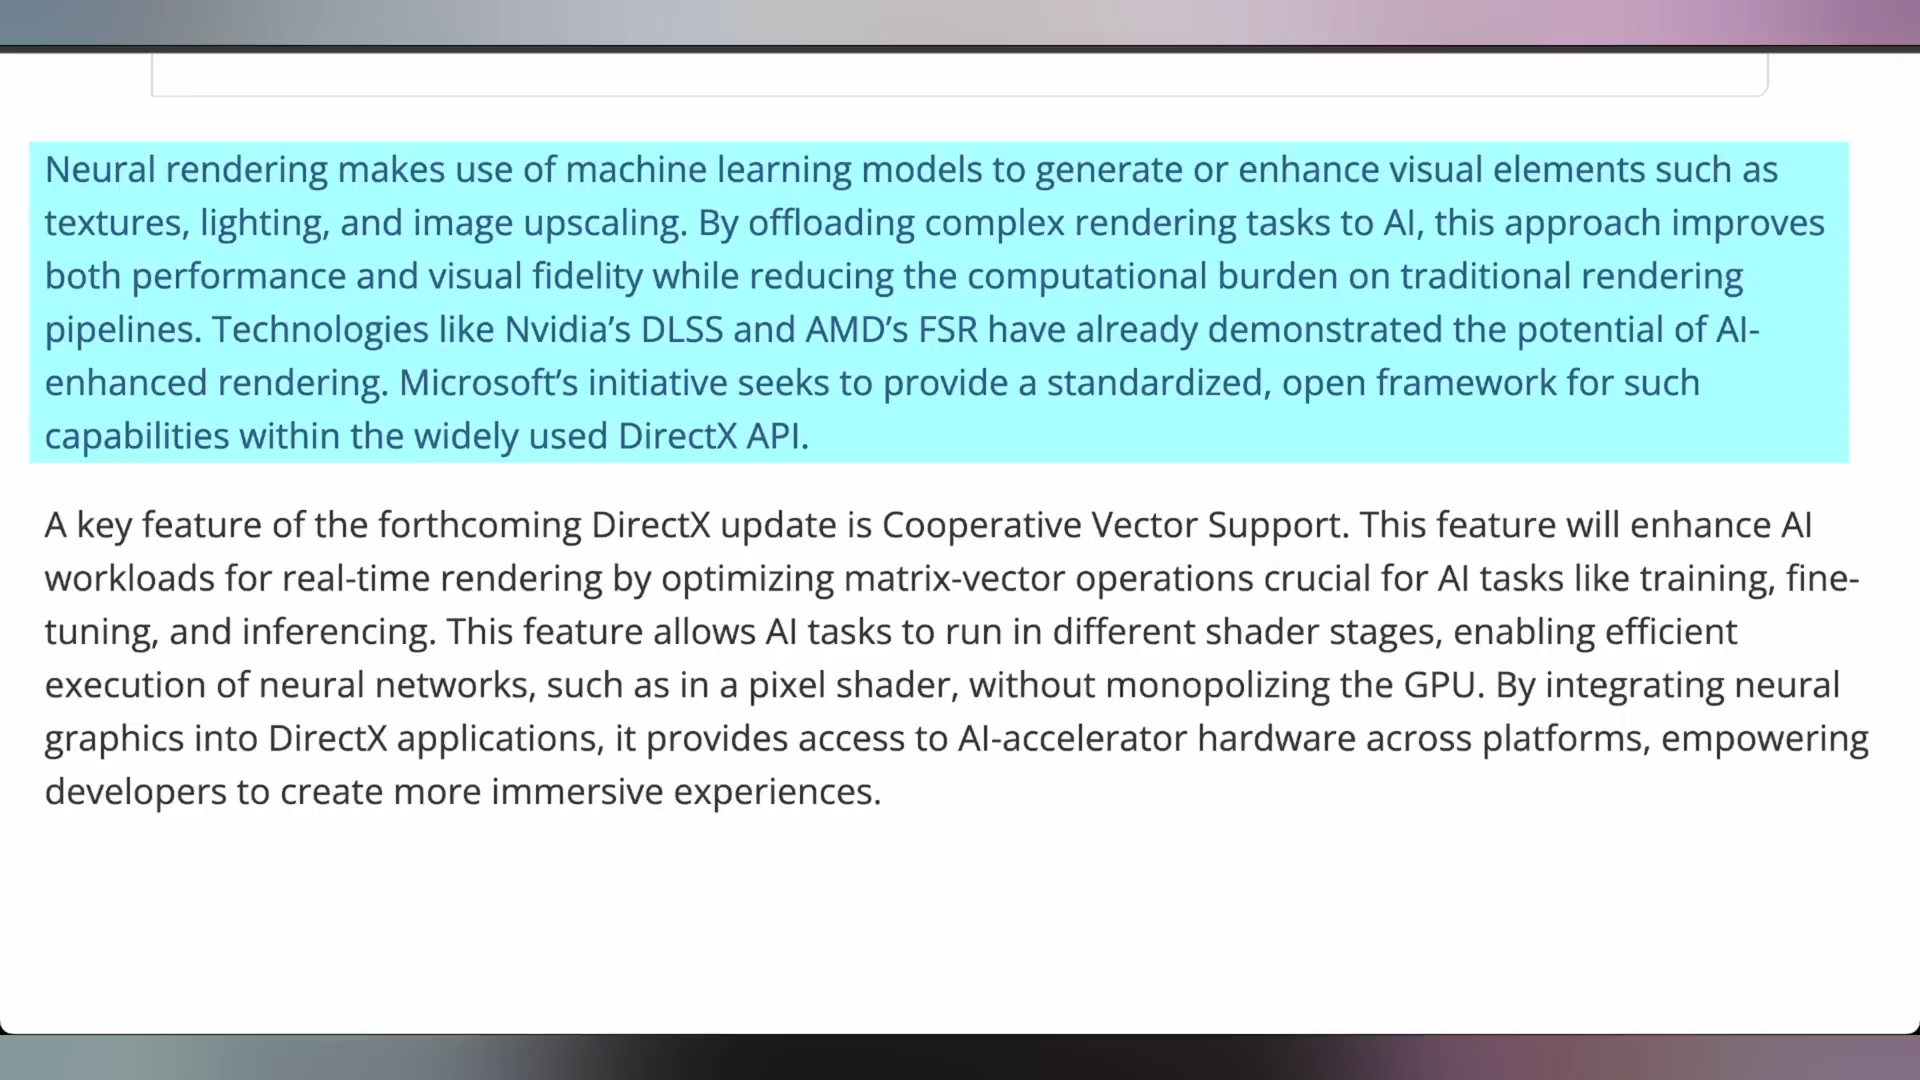 Neural rendering makes use of machine learning models to generate or enhance visual elements such as
textures, lighting, and image upscaling. By offloading complex rendering tasks to AI, this approach improves
both performance and visual fidelity while reducing the computational burden on traditional rendering
pipelines. Technologies like Nvidia’s DLSS and AMD’s FSR have already demonstrated the potential of AI-
enhanced rendering. Microsoft’s initiative seeks to provide a standardized, open framework for such
capabilities within the widely used DirectX API.
A key feature of the forthcoming DirectX update is Cooperative Vector Support. This feature will enhance AI
workloads for real-time rendering by optimizing matrix-vector operations crucial for AI tasks like training, fine-
tuning, and inferencing. This feature allows AI tasks to run in different shader stages, enabling efficient
execution of neural networks, such as in a pixel shader, without monopolizing the GPU. By integrating neural
graphics into DirectX applications, it provides access to AI-accelerator hardware across platforms, empowering
developers to create more immersive experiences.